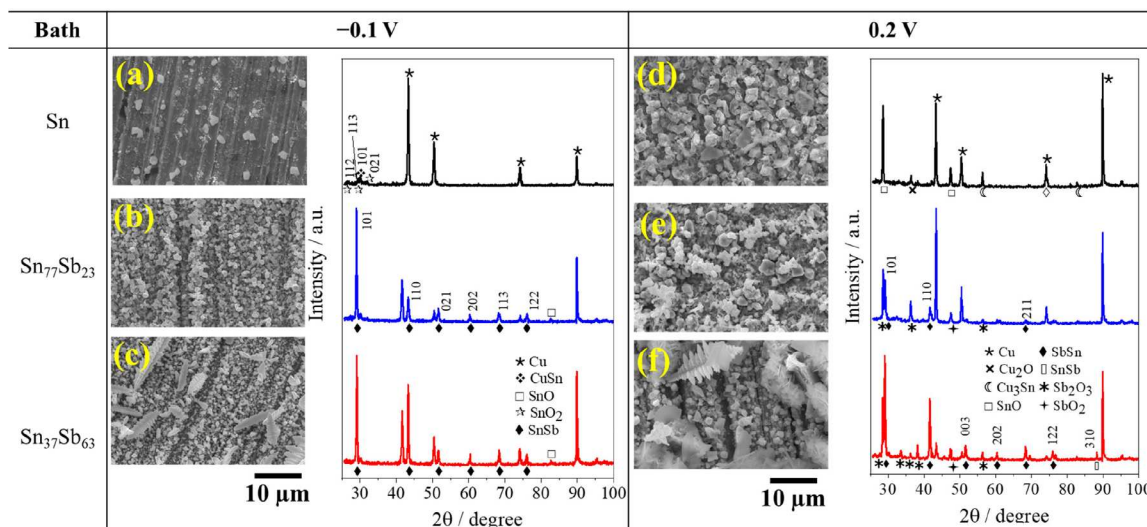 Bath −0.1 V 0.2 V
Sn
(a)
113
112
101
021
(d)
Sn77Sb23
(b)
101
110 021 202 113 122
(e)
101
110
211
Sn37Sb63
(c)
Cu
CuSn
SnO
SnO2
SnSb
(f)
Cu SbSn
Cu2O SnSb
Cu3Sn Sb2O3
SnO SbO2
003
202
122
310
Intensity / a.u.
Intensity / a.u.
30 40 50 60 70 80 90 100
30 40 50 60 70 80 90 100
10 μm
2θ / degree
10 μm
2θ / degree